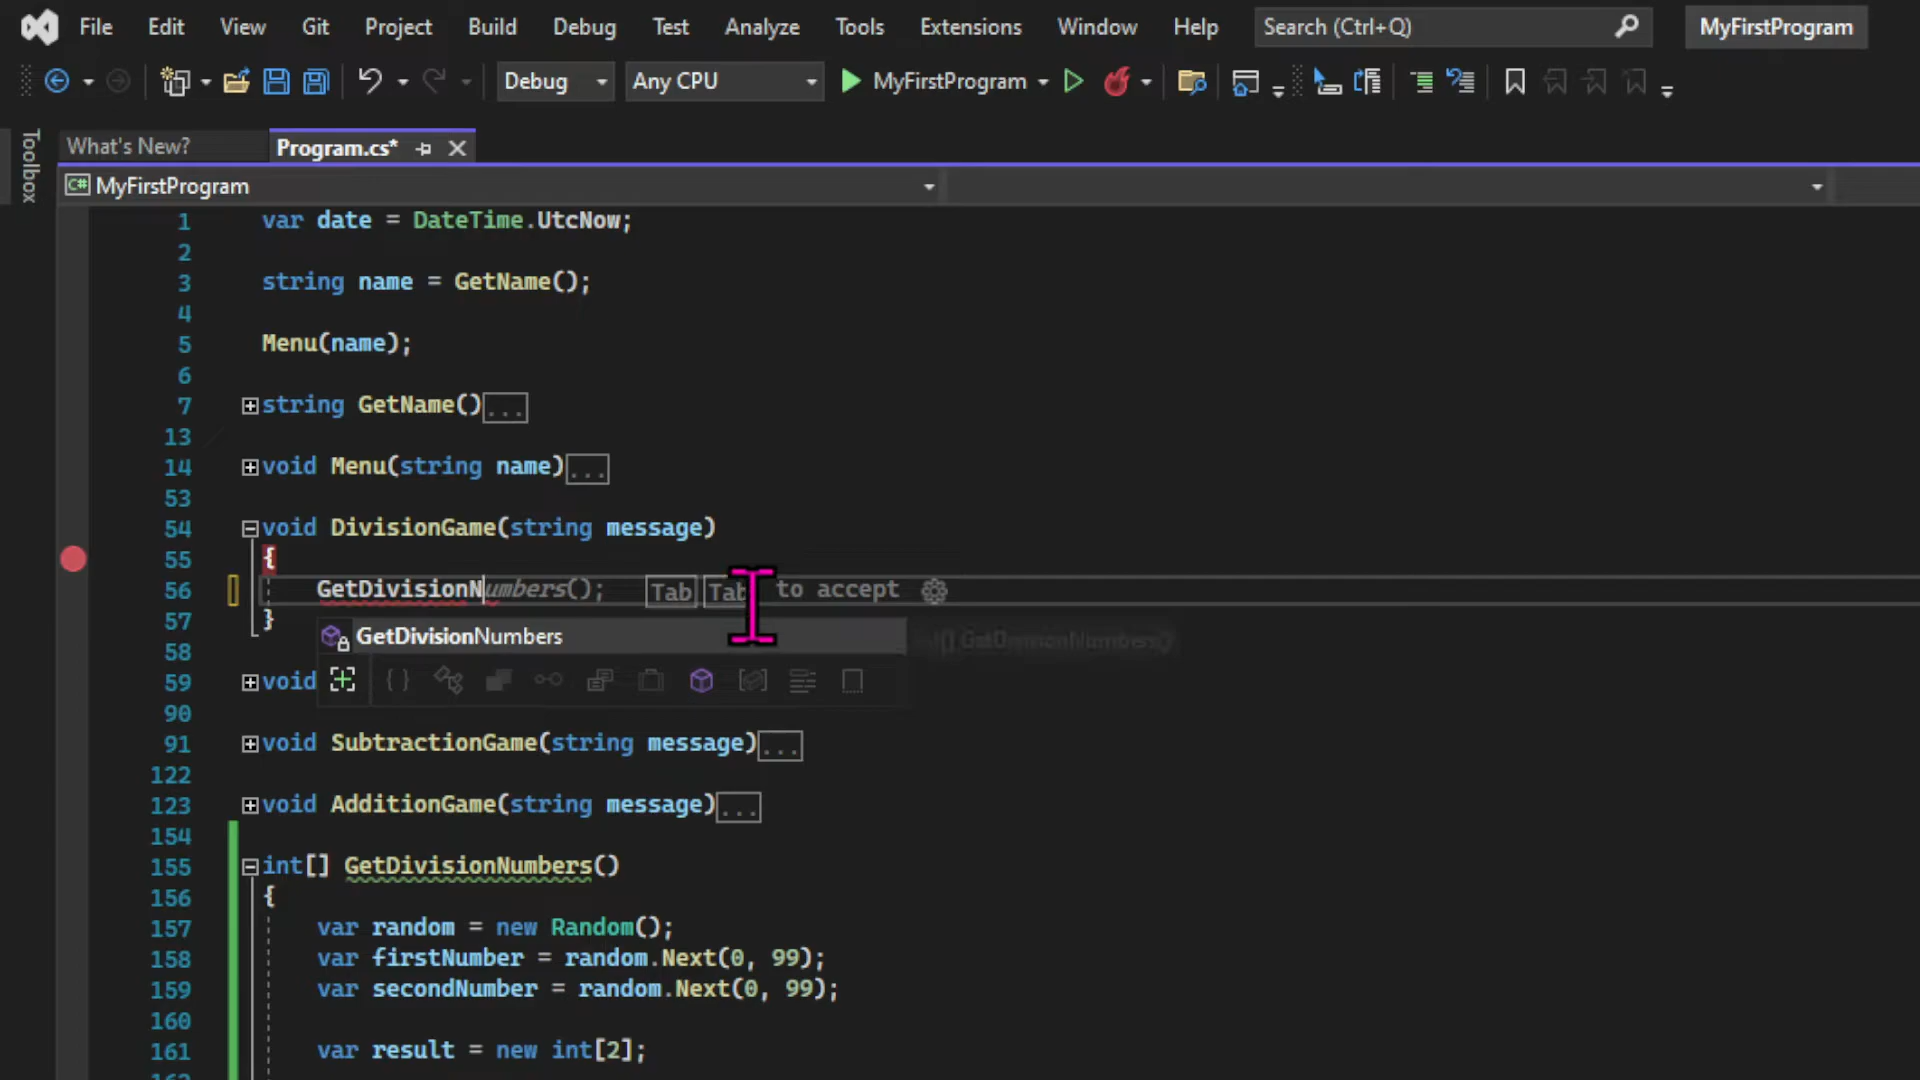 File Edit View Git Project Build Debug Test Analyze Tools Extensions Window Help Search (Ctrl+Q) MyFirstProgram
Debug Any CPU MyFirstProgram
Toolbox
What's New? Program.cs*
C# MyFirstProgram
1 var date = DateTime.UtcNow;
2
3 string name = GetName();
4
5 Menu(name);
6
7 string GetName()...
13
14 void Menu(string name)...
53
54 void DivisionGame(string message)
55 {
56 GetDivisionNumbers(); Tab Tab to accept
57 }
GetDivisionNumbers
58
59 void
90
91 void SubtractionGame(string message)...
122
123 void AdditionGame(string message)...
154
155 int[] GetDivisionNumbers()
156 {
157 var random = new Random();
158 var firstNumber = random.Next(0, 99);
159 var secondNumber = random.Next(0, 99);
160
161 var result = new int[2];